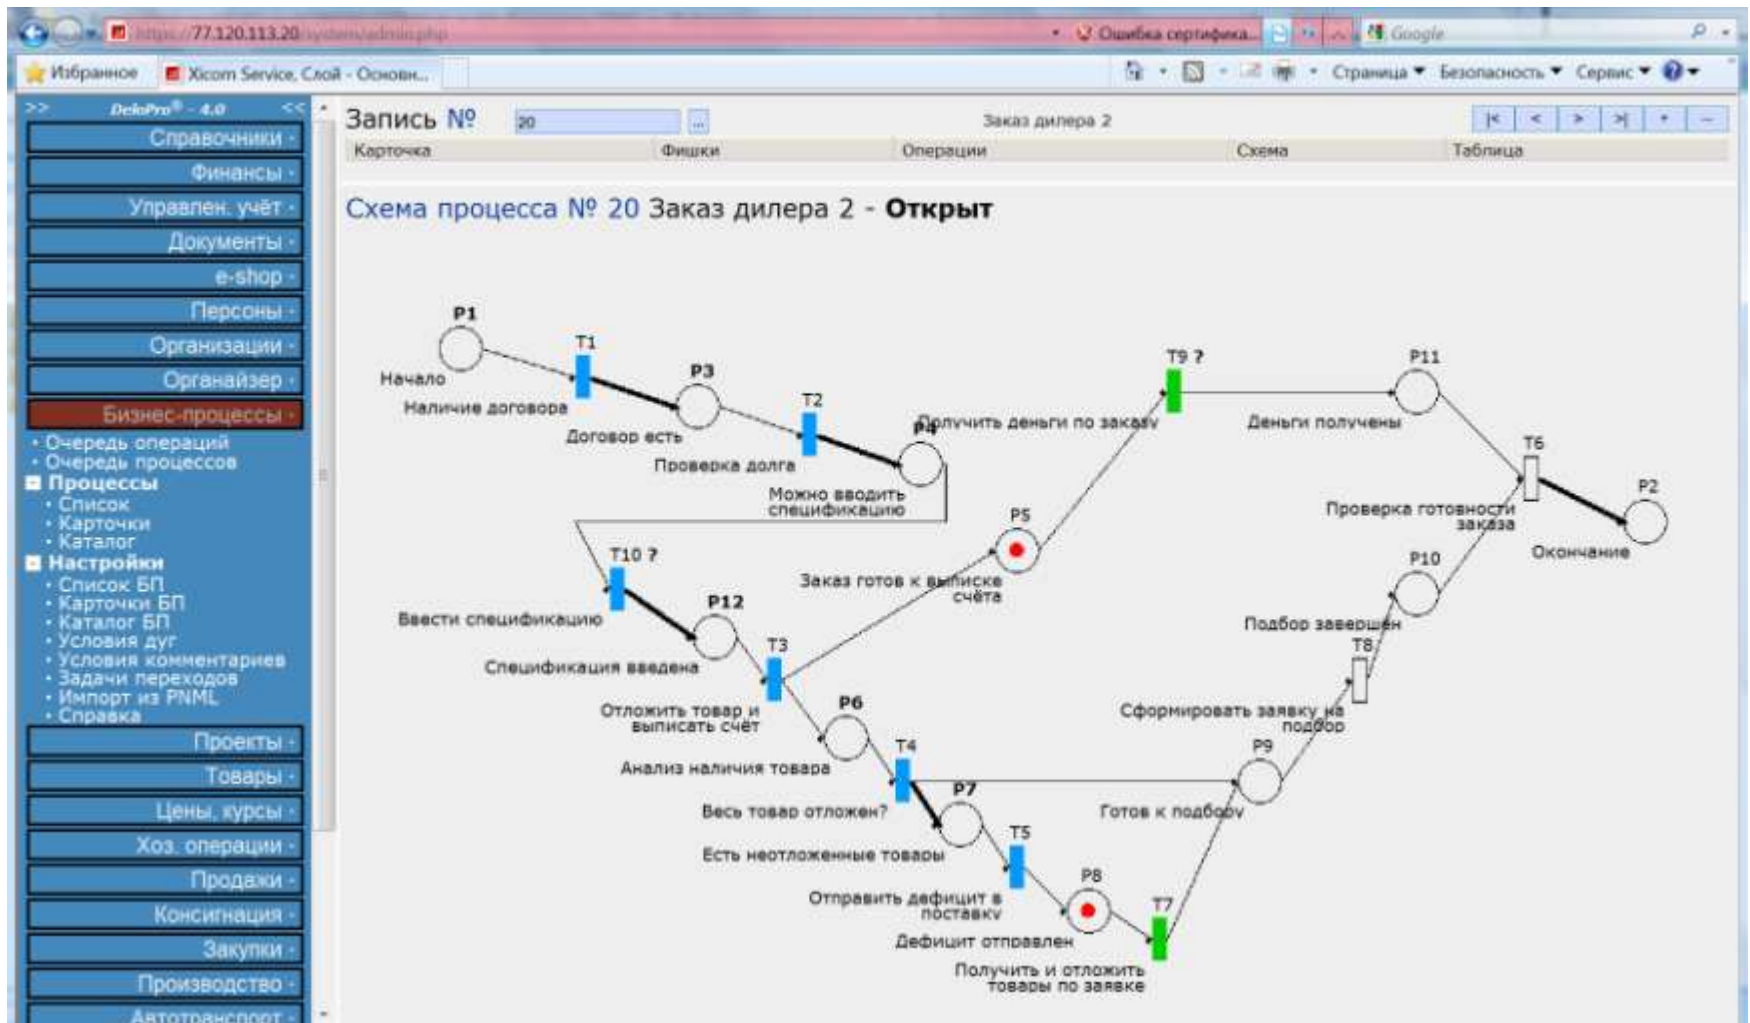 https://77.120.113.20/system/admin.php
Ошибка сертифика...
Google
Избранное
Xicom Service, Слой - Основн...
Страница
Безопасность
Сервис
>> DeloPro® - 4.0 <<
Справочники -
Финансы -
Управлен. учёт -
Документы -
e-shop -
Персоны -
Организации -
Органайзер -
Бизнес-процессы -
• Очередь операций
• Очередь процессов
Процессы
• Список
• Карточки
• Каталог
Настройки
• Список БП
• Карточки БП
• Каталог БП
• Условия дуг
• Условия комментариев
• Задачи переходов
• Импорт из PNML
• Справка
Проекты -
Товары -
Цены, курсы -
Хоз. операции -
Продажи -
Консигнация -
Закупки -
Производство -
Автотранспорт -
Запись № 20 ... Заказ дилера 2 |< < > >| * -
Карточка Фишки Операции Схема Таблица
Схема процесса № 20 Заказ дилера 2 - Открыт
P1
Начало
T1
Наличие договора
P3
Договор есть
T2
Проверка долга
P4
Можно вводить
спецификацию
T9 ?
Получить деньги по заказу
P11
Деньги получены
T6
Проверка готовности
заказа
P2
Окончание
P5
Заказ готов к выписке
счёта
T10 ?
Ввести спецификацию
P12
Спецификация введена
T3
Отложить товар и
выписать счёт
P10
Подбор завершен
T8
Сформировать заявку на
подбор
P6
Анализ наличия товара
T4
Весь товар отложен?
P9
Готов к подбору
P7
Есть неотложенные товары
T5
Отправить дефицит в
поставку
P8
Дефицит отправлен
T7
Получить и отложить
товары по заявке